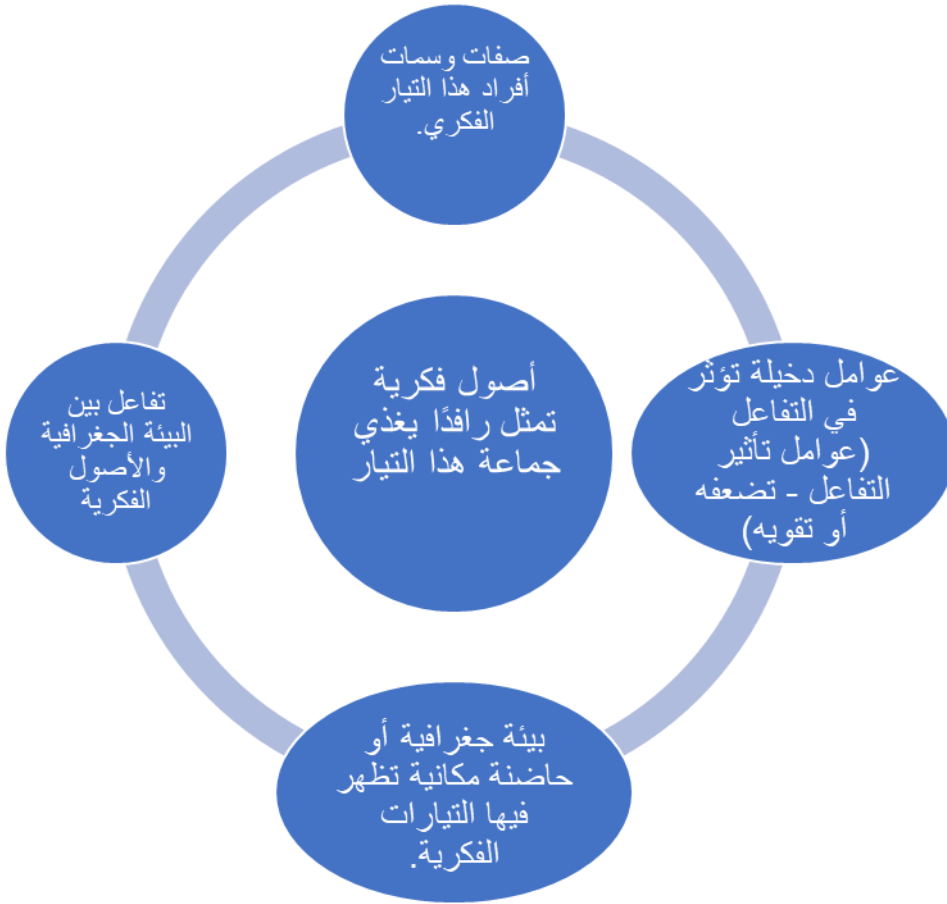 صفات وسمات
أفراد هذا التيار
الفكري.
عوامل دخيلة تؤثر
في التفاعل
(عوامل تأثير
التفاعل - تضعفه
أو تقويه)
بيئة جغرافية أو
حاضنة مكانية تظهر
فيها التيارات
الفكرية.
تفاعل بين
البيئة الجغرافية
والأصول
الفكرية
أصول فكرية
تمثل رافدًا يغذي
جماعة هذا التيار